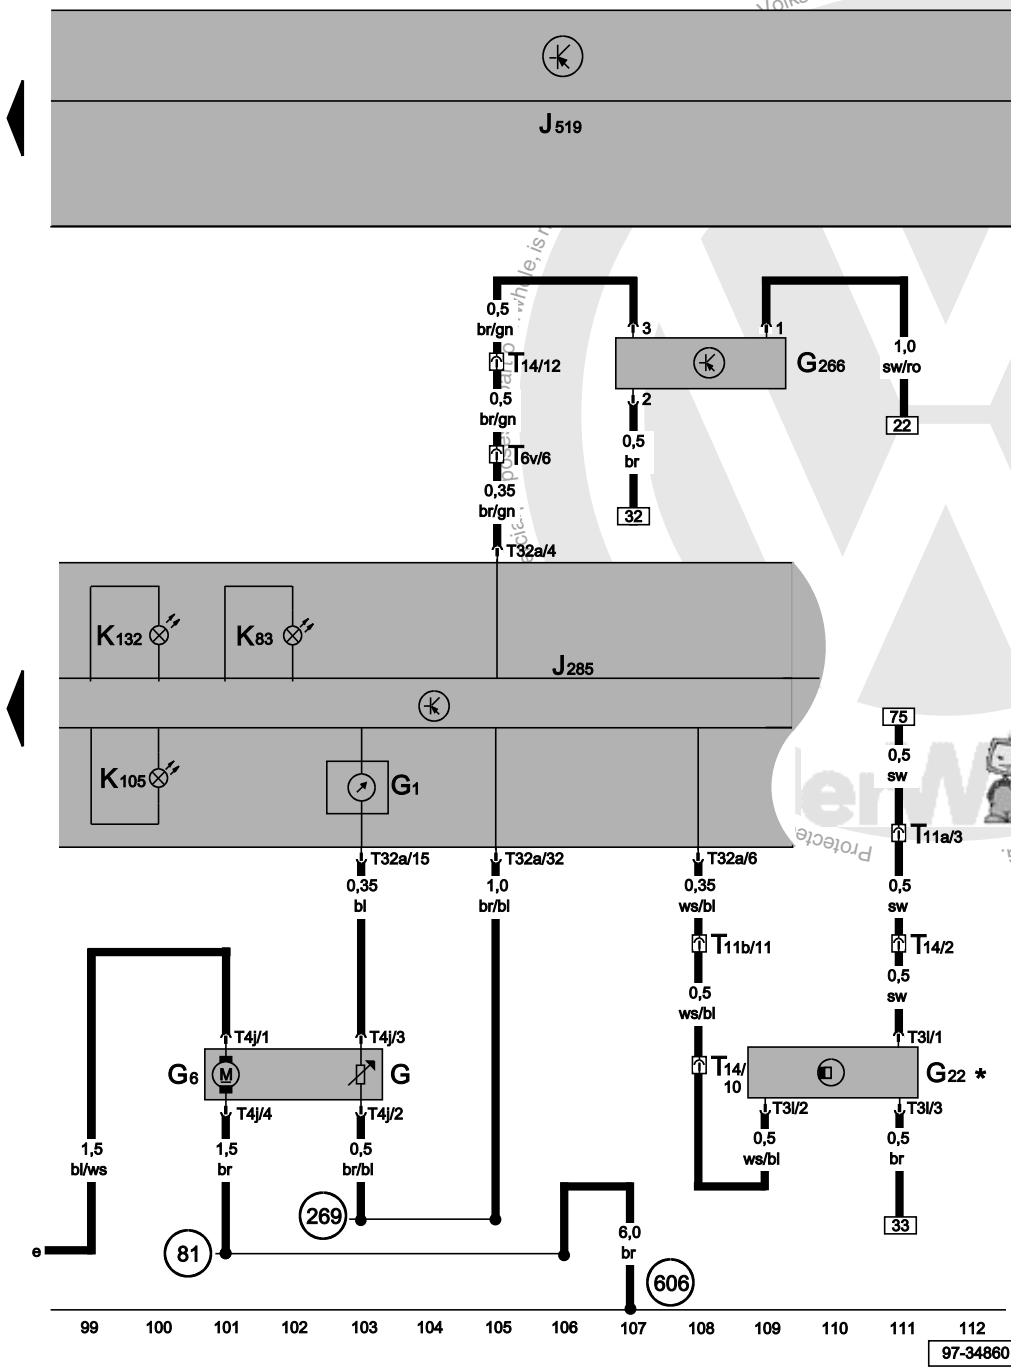 Volks
J519
whole, is n
0,5
br/gn
3
1
T14/12
G266
1,0
sw/ro
0,5
br/gn
2
22
T6v/6
0,5
br
0,35
br/gn
32
T32a/4
K132
K83
J285
75
K105
G1
0,5
sw
erW
T11a/3
Protecte
T32a/15
T32a/32
T32a/6
0,35
bl
1,0
br/bl
0,35
ws/bl
0,5
sw
T11b/11
T14/2
0,5
ws/bl
0,5
sw
T4j/1
T4j/3
T3l/1
G6
M
G
T14/
10
G22 *
T4j/4
T4j/2
T3l/2
T3l/3
1,5
bl/ws
1,5
br
0,5
br/bl
0,5
ws/bl
0,5
br
269
33
e
81
6,0
br
606
99 100 101 102 103 104 105 106 107 108 109 110 111 112
97-34860